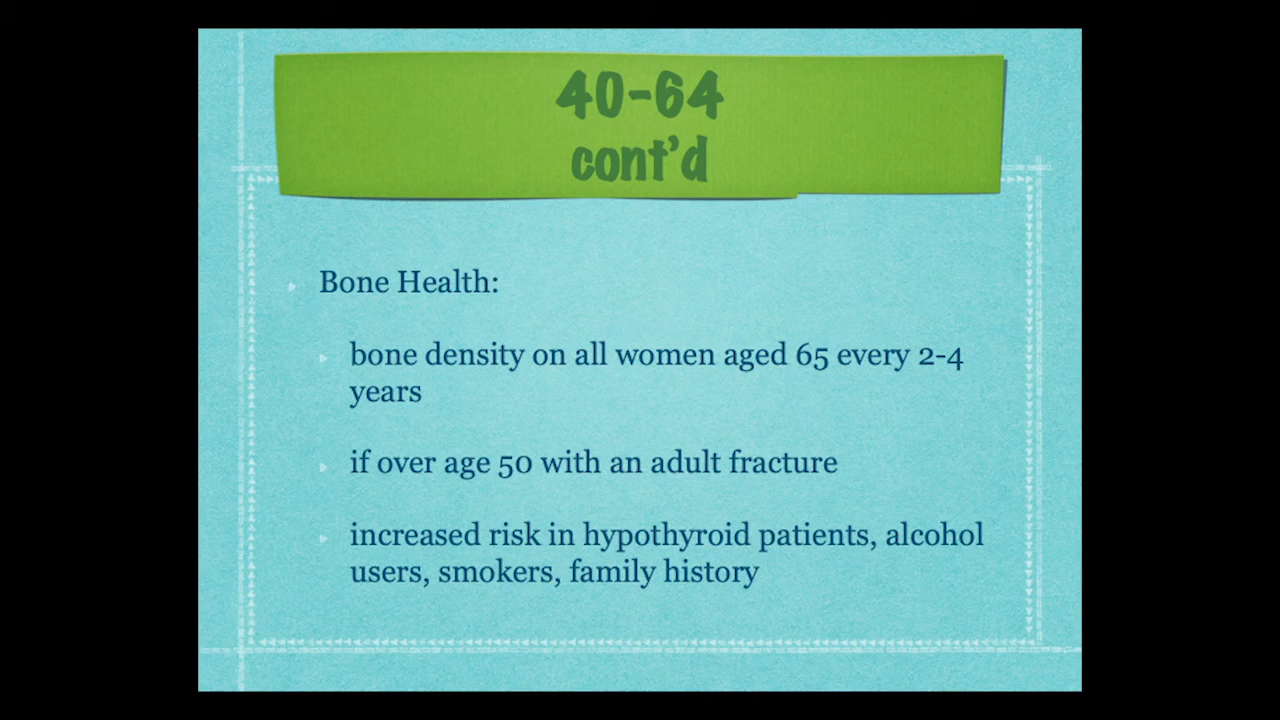 40-64
cont’d
Bone Health:
bone density on all women aged 65 every 2-4
years
if over age 50 with an adult fracture
increased risk in hypothyroid patients, alcohol
users, smokers, family history